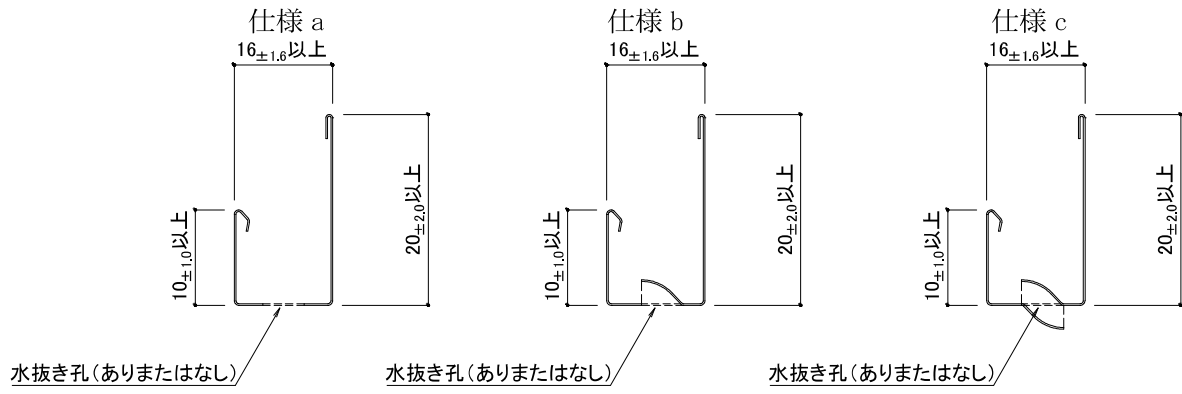 仕様 a
16±1.6以上
10±1.0以上
20±2.0以上
水抜き孔(ありまたはなし)
仕様 b
16±1.6以上
10±1.0以上
20±2.0以上
水抜き孔(ありまたはなし)
仕様 c
16±1.6以上
10±1.0以上
20±2.0以上
水抜き孔(ありまたはなし)